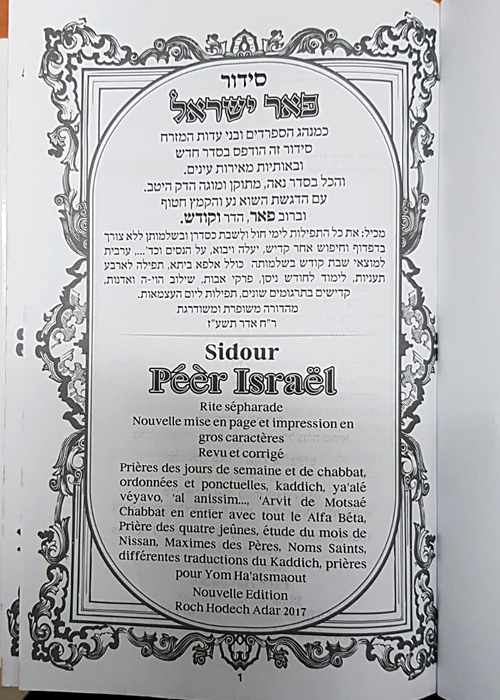 סידור
פאר ישראל
כמנהג הספרדים ובני עדות המזרח
סידור זה הודפס בסדר חדש
ובאותיות מאירות עינים.
והכל בסדר נאה, מתוקן ומוגה הדק היטב.
עם הדגשת השוא נע והקמץ חטוף
וברוב פאר, הדר וקודש.
מכיל: את כל התפילות לימי חול ולשבת כסדרן ובשלמותן ללא צורך
בדפדוף וחיפוש אחר קדיש, יעלה ויבוא, על הנסים וכד'..., ערבית
למוצאי שבת קודש בשלמותה כולל אלפא ביתא, תפילה לארבע
תעניות, לימוד לחודש ניסן, פרקי אבות, שילוב הוי-ה ואדנות,
קדישים בתרגומים שונים, תפילות ליום העצמאות.
מהדורה משופרת ומשודרגת
ר"ח אדר תשע"ז
Sidour
Péèr Israël
Rite sépharade
Nouvelle mise en page et impression en
gros caractères
Revu et corrigé
Prières des jours de semaine et de chabbat,
ordonnées et ponctuelles, kaddich, ya'alé
véyavo, 'al anissim..., 'Arvit de Motsaé
Chabbat en entier avec tout le Alfa Béta,
Prière des quatre jeûnes, étude du mois de
Nissan, Maximes des Pères, Noms Saints,
différentes traductions du Kaddich, prières
pour Yom Ha'atsmaout
Nouvelle Edition
Roch Hodech Adar 2017
1